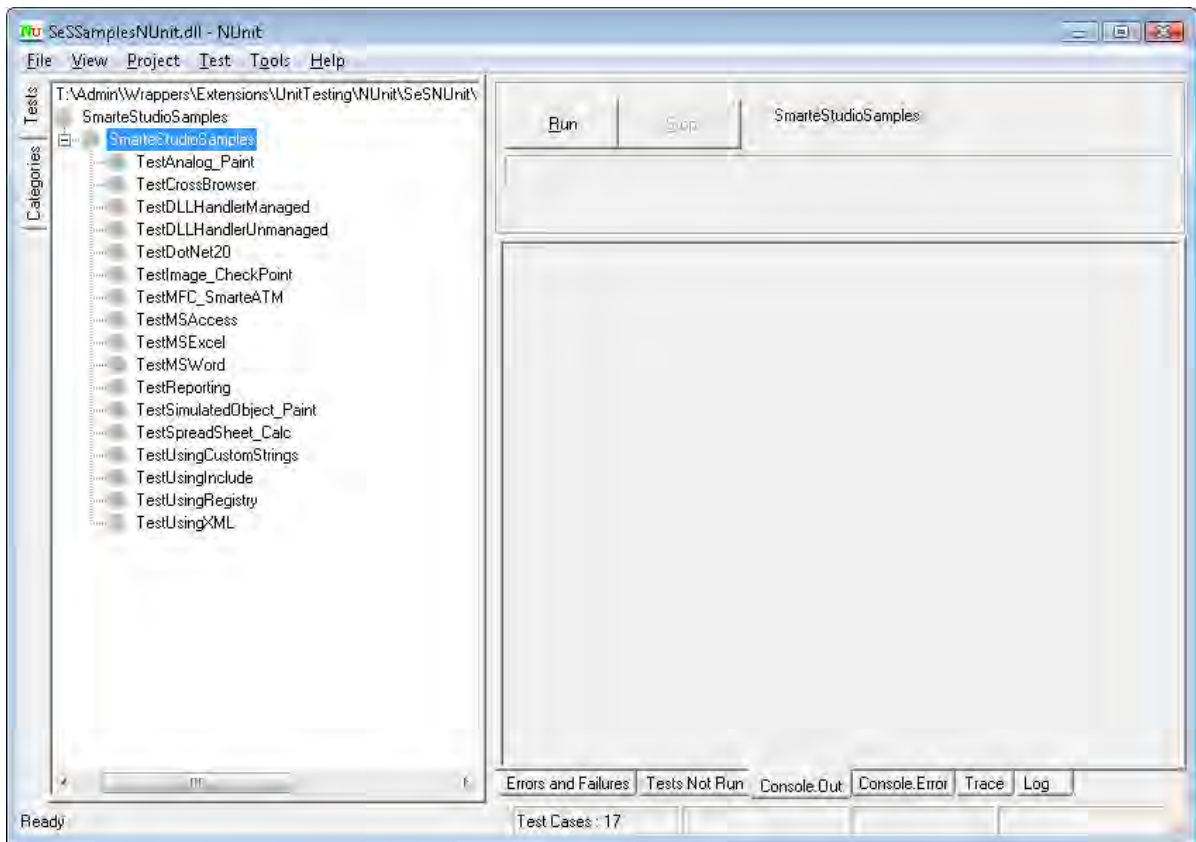 NU SeSSamplesNUnit.dll - NUnit
File View Project Test Tools Help
Tests
Categories
T:\Admin\Wrappers\Extensions\UnitTesting\NUnit\SeSNUnit\
SmarteStudioSamples
SmarteStudioSamples
TestAnalog_Paint
TestCrossBrowser
TestDLLHandlerManaged
TestDLLHandlerUnmanaged
TestDotNet20
TestImage_CheckPoint
TestMFC_SmarteATM
TestMSAccess
TestMSExcel
TestMSWord
TestReporting
TestSimulatedObject_Paint
TestSpreadSheet_Calc
TestUsingCustomStrings
TestUsingInclude
TestUsingRegistry
TestUsingXML
Run Stop SmarteStudioSamples
Errors and Failures Tests Not Run Console.Out Console.Error Trace Log
Ready Test Cases : 17